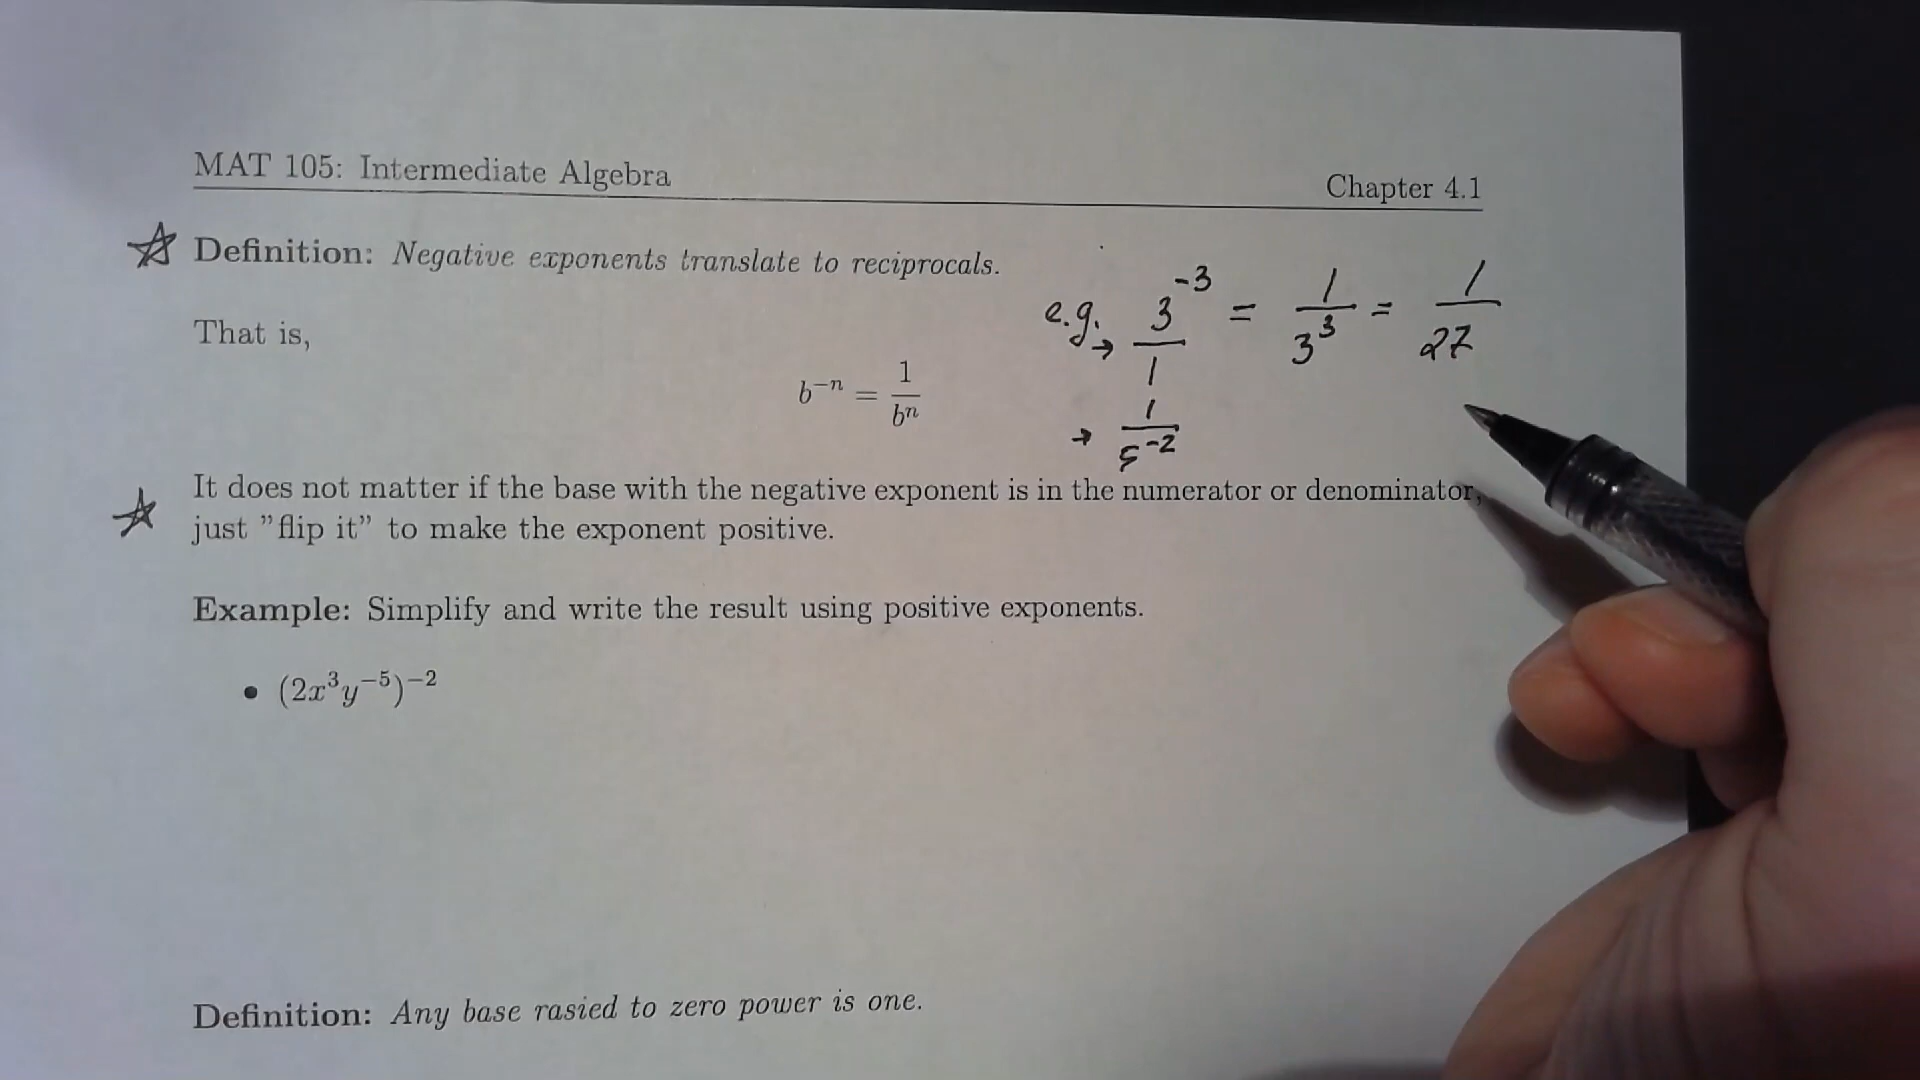 MAT 105: Intermediate Algebra Chapter 4.1
Definition: Negative exponents translate to reciprocals.
e.g. → 3^-3/1 = 1/3^3 = 1/27
That is,
b^−n = 1/b^n
→ 1/5^-2
It does not matter if the base with the negative exponent is in the numerator or denominator,
just ”flip it” to make the exponent positive.
Example: Simplify and write the result using positive exponents.
• (2x^3y^−5)^−2
Definition: Any base rasied to zero power is one.